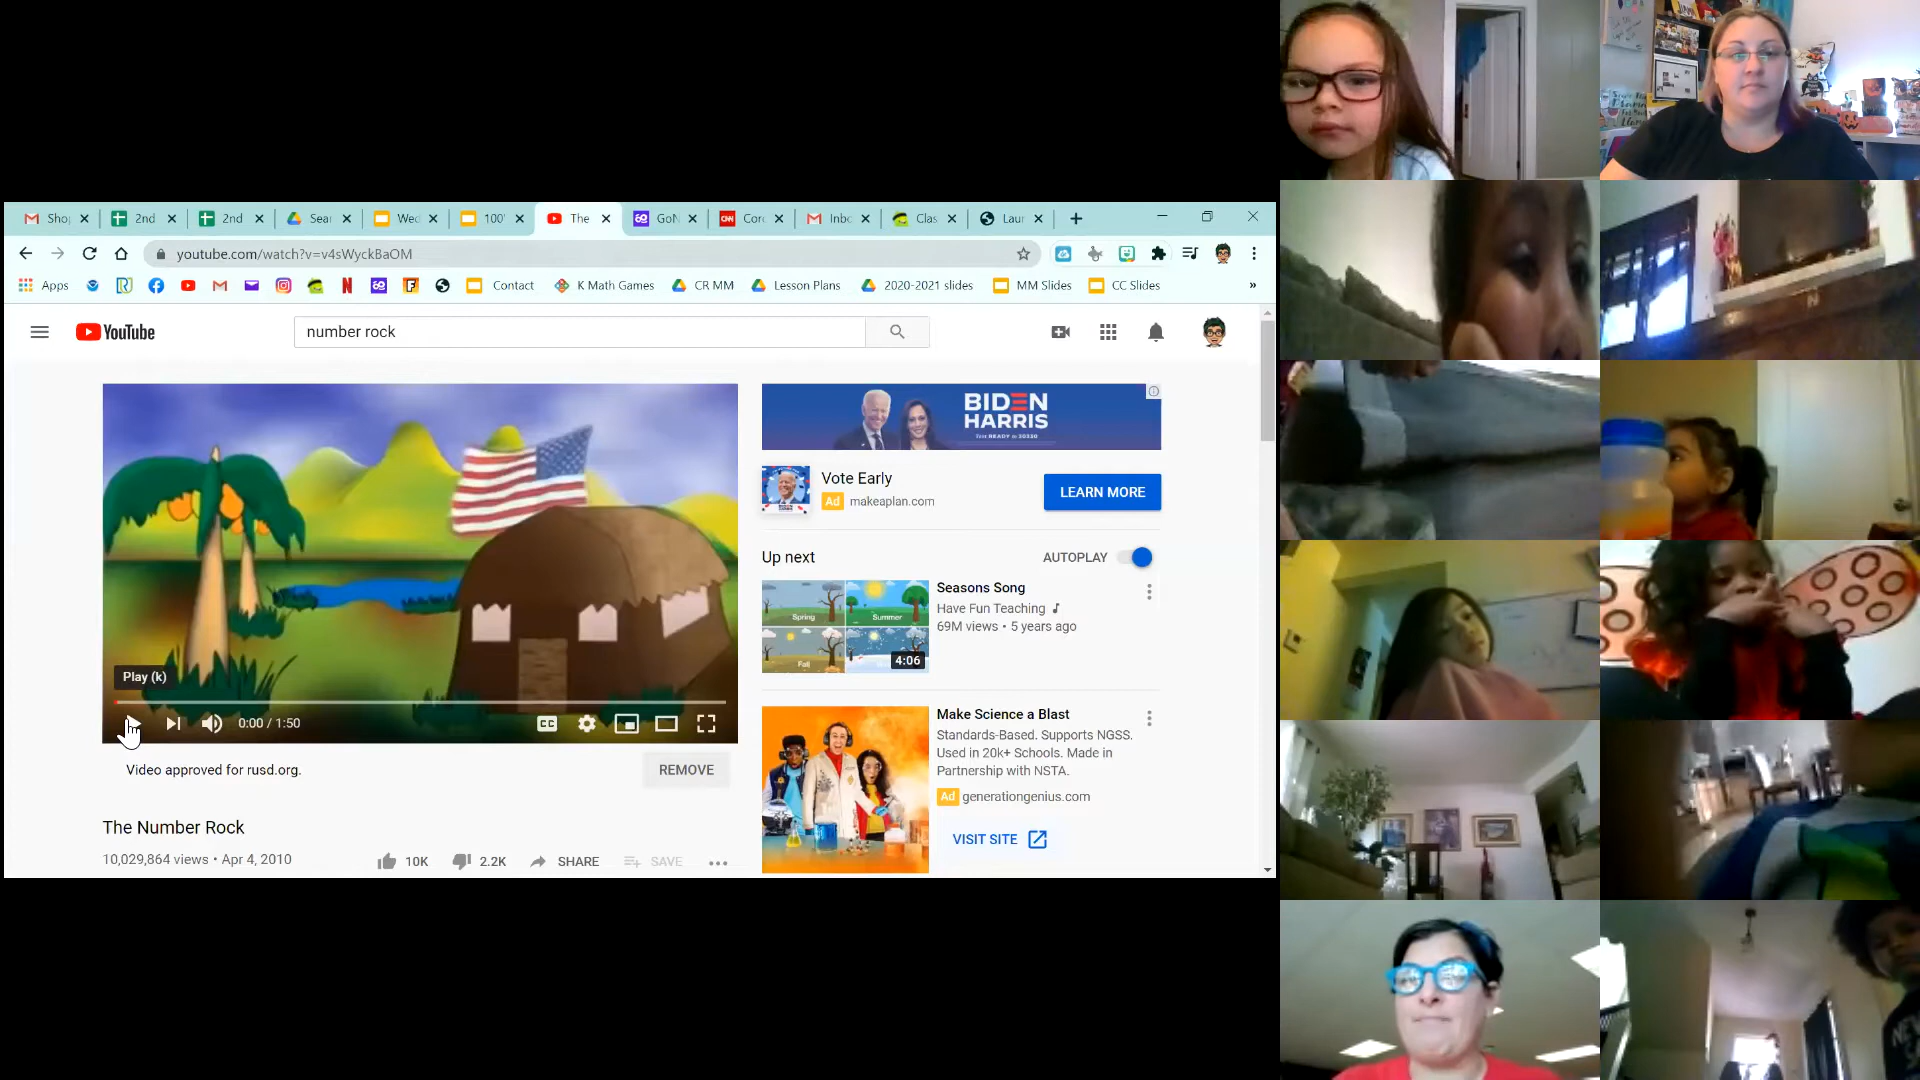 Sho
2nd
2nd
Sear
Wed
100'
The
GoN
Cor
Inbo
Clas
Laur
youtube.com/watch?v=v4sWyckBaOM
Apps
Contact
K Math Games
CR MM
Lesson Plans
2020-2021 slides
MM Slides
CC Slides
»
YouTube
number rock
BIDEN
HARRIS
Vote Early
Ad makeaplan.com
LEARN MORE
Up next
AUTOPLAY
Spring
Summer
Fall
4:06
Seasons Song
Have Fun Teaching
69M views • 5 years ago
Play (k)
0:00 / 1:50
CC
Video approved for rusd.org.
REMOVE
Make Science a Blast
Standards-Based. Supports NGSS.
Used in 20k+ Schools. Made in
Partnership with NSTA.
Ad generationgenius.com
VISIT SITE
The Number Rock
10,029,864 views • Apr 4, 2010
10K
2.2K
SHARE
SAVE